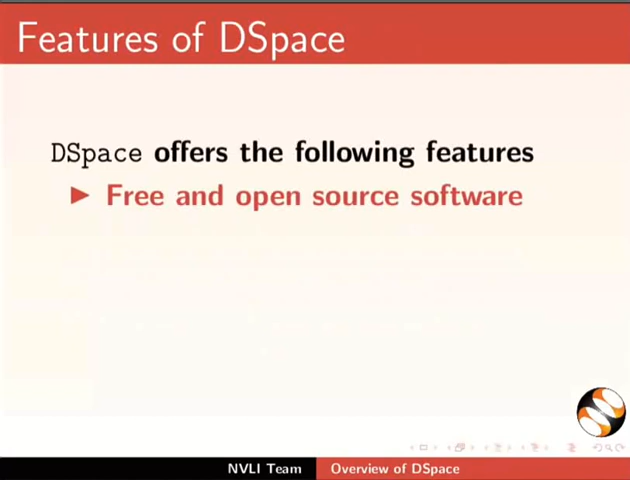 Features of DSpace
DSpace offers the following features
Free and open source software
NVLI Team
Overview of DSpace